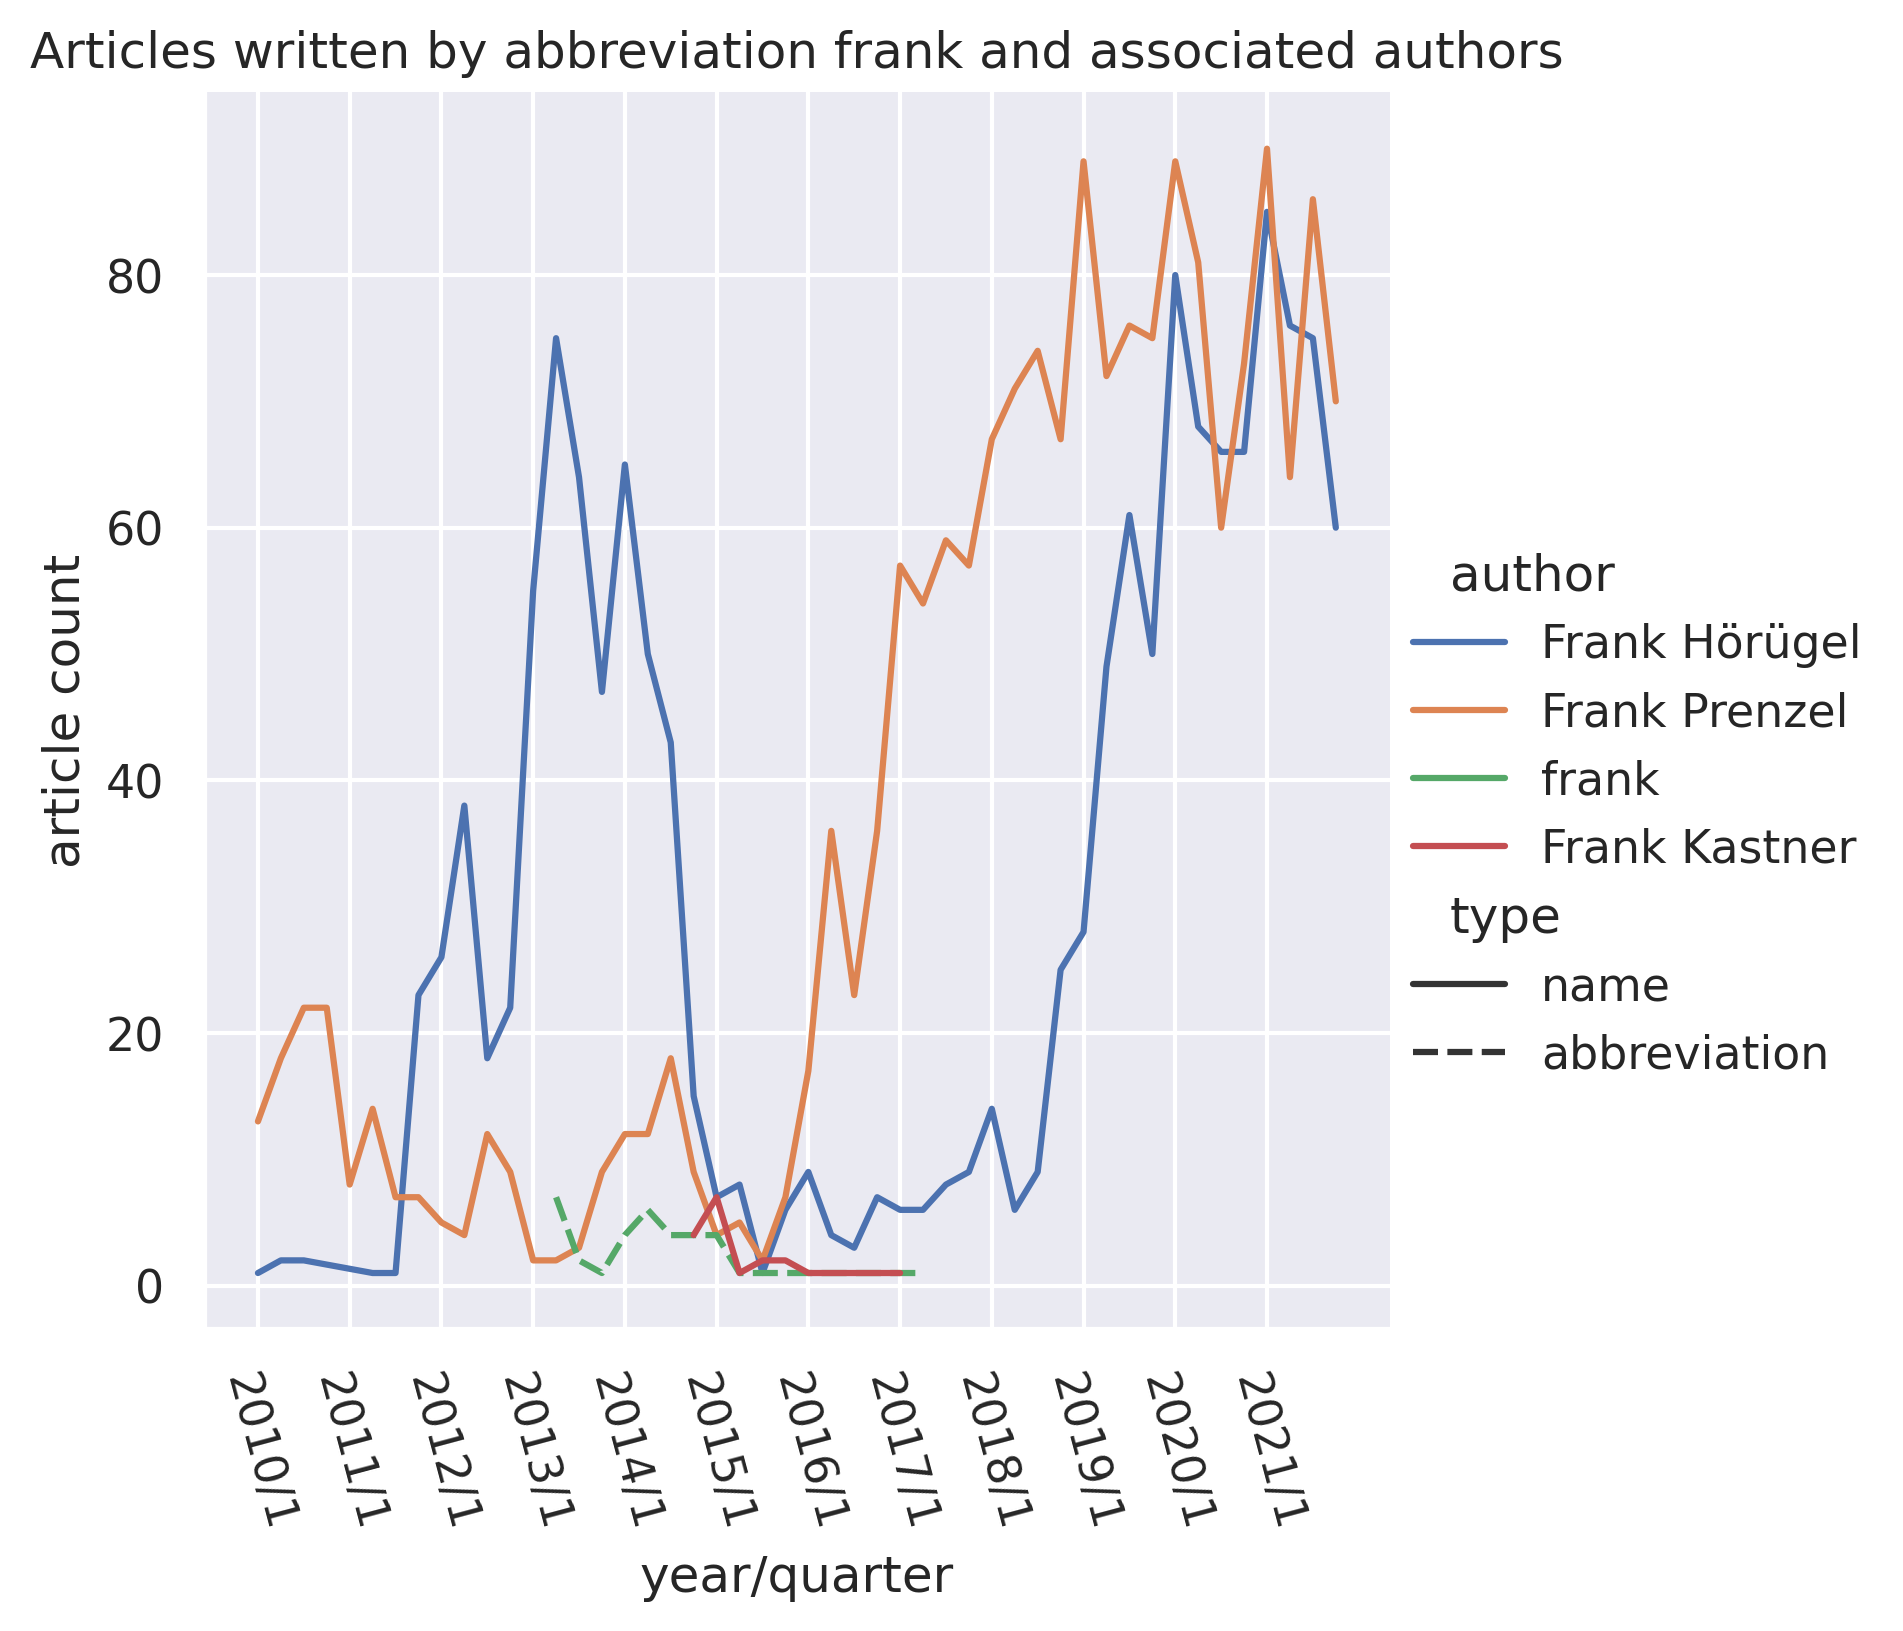 Articles written by abbreviation frank and associated authors
article count
80
60
40
20
0
2010/1
2011/1
2012/1
2013/1
2014/1
2015/1
2016/1
2017/1
2018/1
2019/1
2020/1
2021/1
year/quarter
author
Frank Hörügel
Frank Prenzel
frank
Frank Kastner
type
name
abbreviation